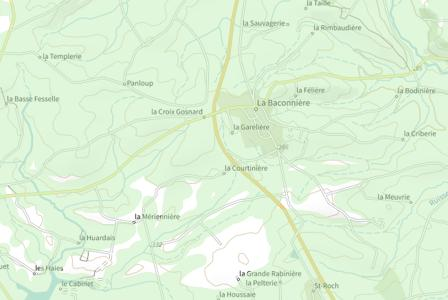 la Taille
la Sauvagerie
la Rimbaudière
la Templerie
Panloup
la Félière
la Bodinière
la Basse Fesselle
la Baconnière
la Croix Gosnard
la Garelière
la Criberie
la Courtinière
la Meuvrie
la Mériennière
la Huardais
les Haies
la Grande Rabinière
le Cabinet
la Pelterie
St-Roch
la Houssaie